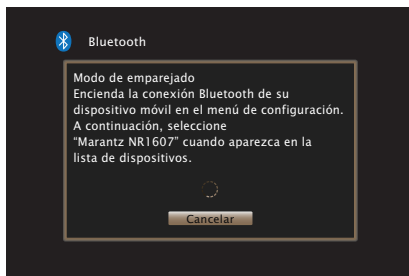 Bluetooth
Modo de emparejado
Encienda la conexión Bluetooth de su
dispositivo móvil en el menú de configuración.
A continuación, seleccione
“Marantz NR1607” cuando aparezca en la
lista de dispositivos.
Cancelar